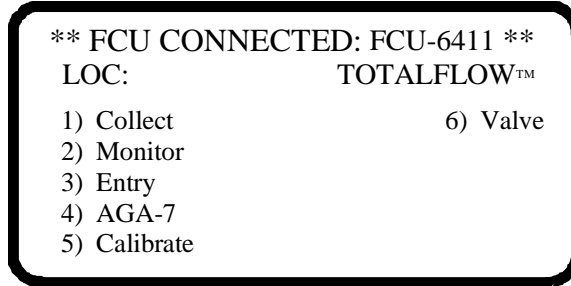 ** FCU CONNECTED: FCU-6411 **
LOC: TOTALFLOW™
1) Collect 6) Valve
2) Monitor
3) Entry
4) AGA-7
5) Calibrate